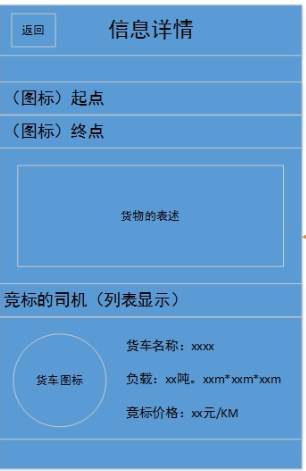 返回
信息详情
（图标）起点
（图标）终点
货物的表述
竞标的司机（列表显示）
货车图标
货车名称：xxxx
负载：xx吨。xxm*xxm*xxm
竞标价格：xx元/KM